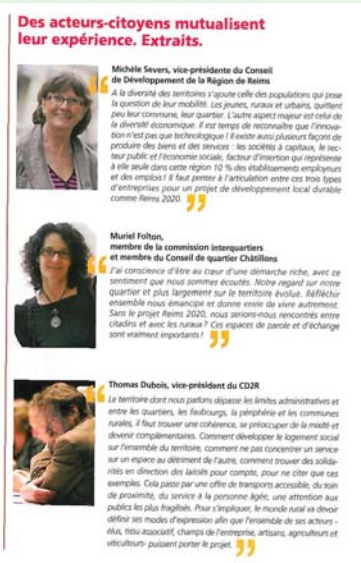 Des acteurs-citoyens mutualisent
leur expérience. Extraits.
Michèle Severs, vice-présidente du Conseil
de Développement de la Région de Reims
A la diversité des territoires s'ajoute celle des populations qui pose
la question de leur mobilité. Les jeunes, ruraux et urbains, quittent
peu leur commune, leur quartier. L'autre aspect majeur est celui de
la diversité économique. Il est temps de reconnaître que l'innova-
tion n'est pas que technologique ! Il existe aussi plusieurs façons de
produire des biens et des services : les sociétés à capitaux, le sec-
teur public et l'économie sociale, facteur d'insertion qui représente
à elle seule dans cette région 10 % des établissements employeurs
et des emplois ! Il faut penser à l'articulation entre ces trois types
d'entreprises pour un projet de développement local durable
comme Reims 2020.
Muriel Folton,
membre de la commission interquartiers
et membre du Conseil de quartier Châtillons
J'ai conscience d'être au cœur d'une démarche riche, avec ce
sentiment que nous sommes écoutés. Notre regard sur notre
quartier et plus largement sur le territoire évolue. Réfléchir
ensemble nous émancipe et donne envie de vivre autrement.
Sans le projet Reims 2020, nous serions-nous rencontrés entre
citadins et avec les ruraux ? Ces espaces de parole et d'échange
sont vraiment importants !
Thomas Dubois, vice-président du CD2R
Le territoire dont nous parlons dépasse les limites administratives et
entre les quartiers, les faubourgs, la périphérie et les communes
rurales, il faut trouver une cohérence, se préoccuper de la mixité et
devenir complémentaires. Comment développer le logement social
sur l'ensemble du territoire, comment ne pas concentrer un service
sur un espace au détriment de l'autre, comment trouver des solida-
rités en direction des laissés pour compte, pour ne citer que ces
exemples. Cela passe par une offre de transports accessible, du soin
de proximité, du service à la personne âgée, une attention aux
publics les plus fragilisés. Pour s'impliquer, le monde rural va devoir
définir ses modes d'expression afin que l'ensemble de ses acteurs -
élus, tissu associatif, champs de l'entreprise, artisans, agriculteurs et
viticulteurs- puissent porter le projet.